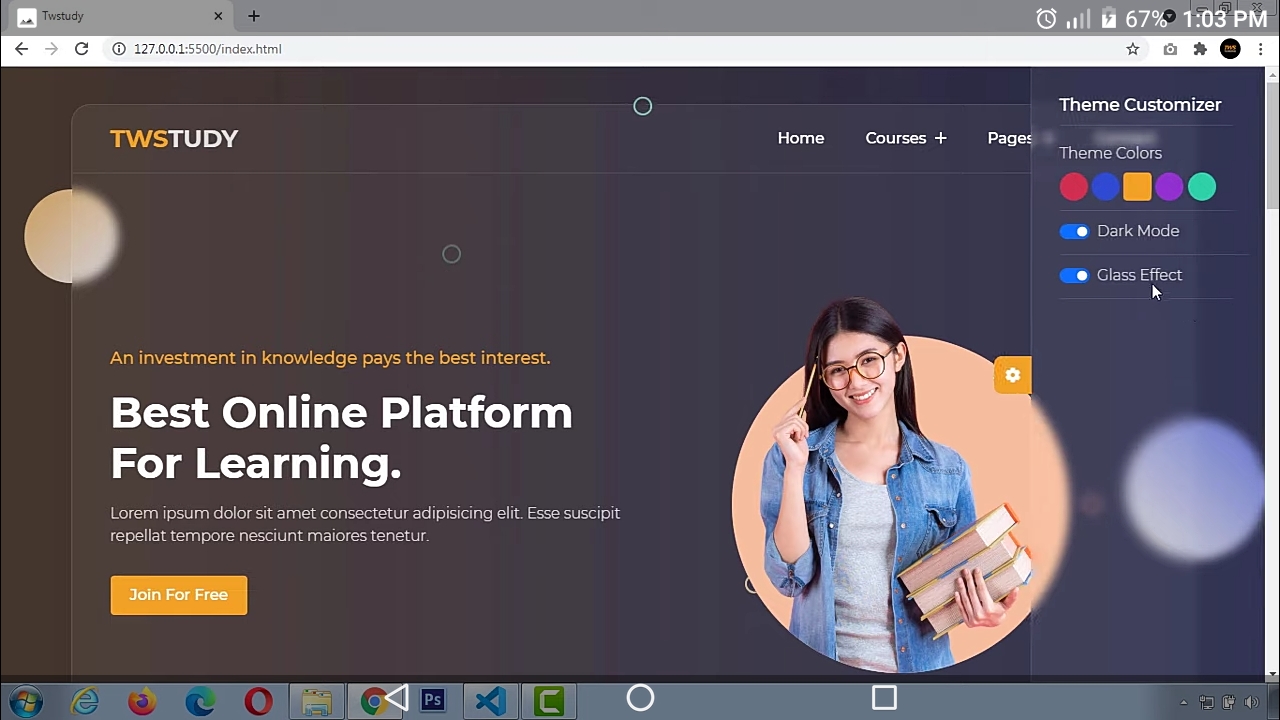 Twstudy
67% 1:03 PM
127.0.0.1:5500/index.html
Theme Customizer
TWSTUDY
Home Courses + Pages
Theme Colors
Dark Mode
Glass Effect
An investment in knowledge pays the best interest.
Best Online Platform
For Learning.
Lorem ipsum dolor sit amet consectetur adipisicing elit. Esse suscipit
repellat tempore nesciunt maiores tenetur.
Join For Free
Ps